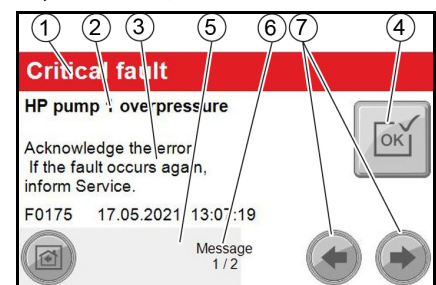 1 2 3 5 6 7 4
Critical fault
HP pump 1 overpressure
OK
Acknowledge the error
If the fault occurs again,
inform Service.
F0175 17.05.2021 13:07:19
Message
1 / 2